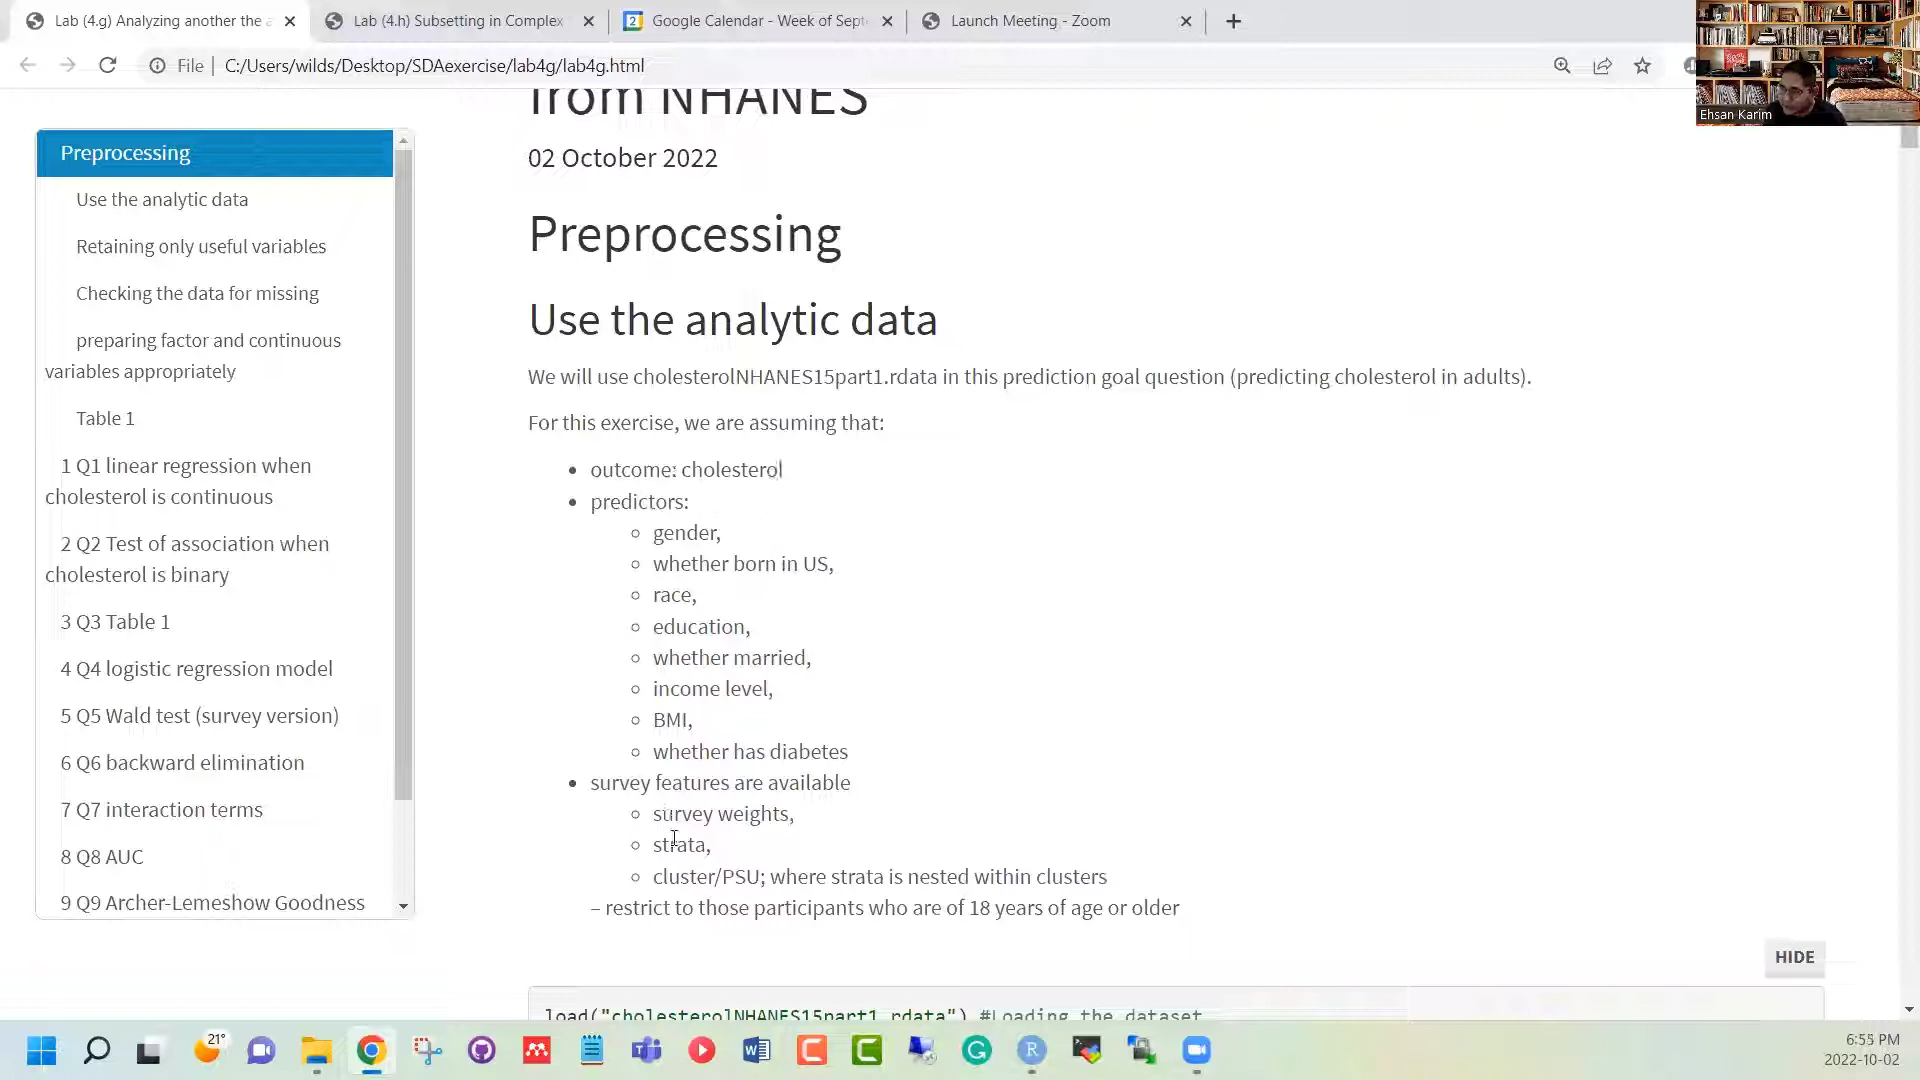 Lab (4.g) Analyzing another the a
Lab (4.h) Subsetting in Complex
Google Calendar - Week of Sept
Launch Meeting - Zoom
File
C:/Users/wilds/Desktop/SDAexercise/lab4g/lab4g.html
Ehsan Karim
from NHANES
02 October 2022
Preprocessing
Use the analytic data
Retaining only useful variables
Checking the data for missing
preparing factor and continuous
variables appropriately
Table 1
1 Q1 linear regression when
cholesterol is continuous
2 Q2 Test of association when
cholesterol is binary
3 Q3 Table 1
4 Q4 logistic regression model
5 Q5 Wald test (survey version)
6 Q6 backward elimination
7 Q7 interaction terms
8 Q8 AUC
9 Q9 Archer-Lemeshow Goodness
Preprocessing
Use the analytic data
We will use cholesterolNHANES15part1.rdata in this prediction goal question (predicting cholesterol in adults).
For this exercise, we are assuming that:
• outcome: cholesterol
• predictors:
◦ gender,
◦ whether born in US,
◦ race,
◦ education,
◦ whether married,
◦ income level,
◦ BMI,
◦ whether has diabetes
• survey features are available
◦ survey weights,
◦ strata,
◦ cluster/PSU; where strata is nested within clusters
– restrict to those participants who are of 18 years of age or older
HIDE
load("cholesterolNHANES15part1.rdata") #Loading the dataset
21°
6:55 PM
2022-10-02